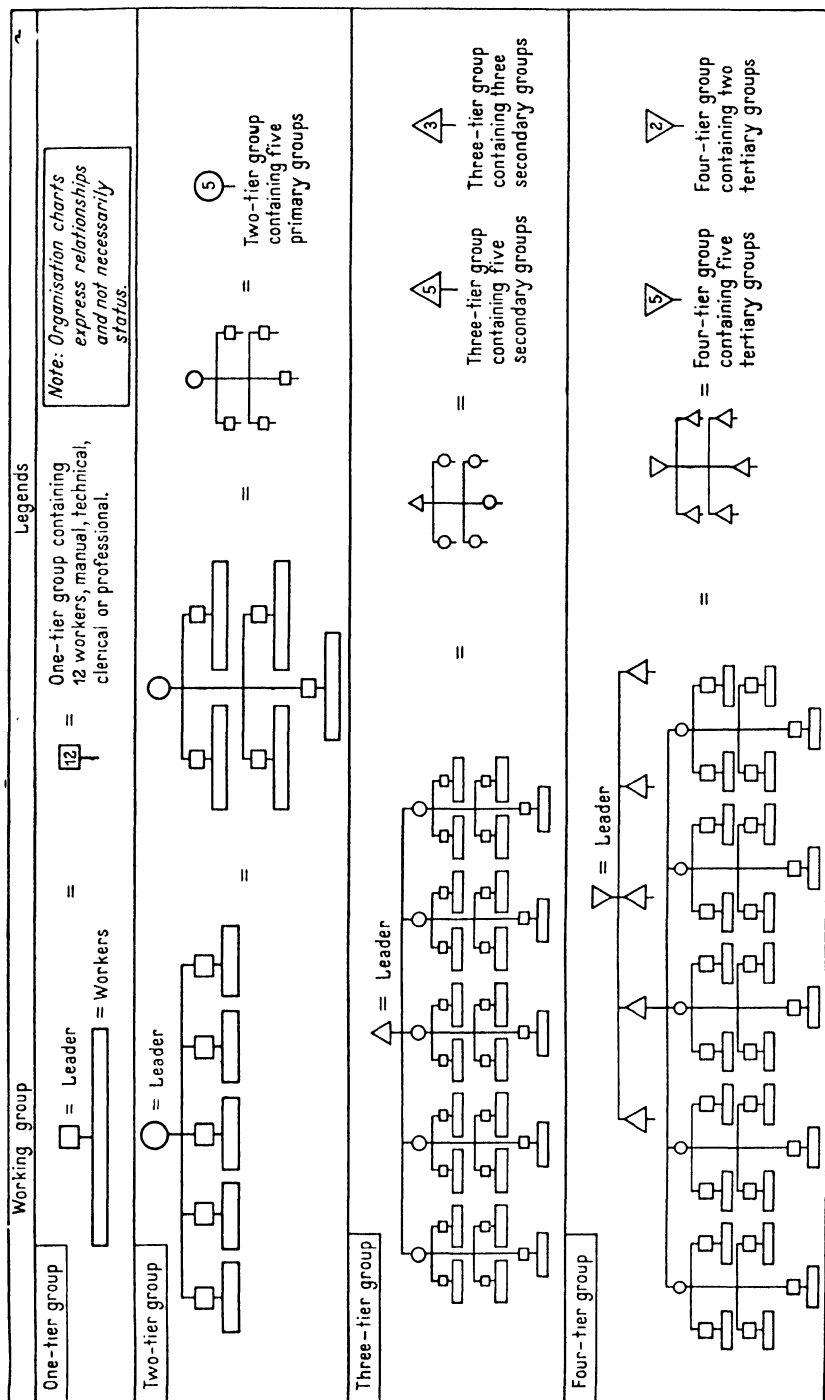 Working group
Legends
One-tier group
= Leader
= Workers
=
12
=
One-tier group containing
12 workers, manual, technical,
clerical or professional.
Note: Organisation charts
express relationships
and not necessarily
status.
Two-tier group
= Leader
=
=
=
5
Two-tier group
containing five
primary groups
Three-tier group
= Leader
=
=
5
Three-tier group
containing five
secondary groups
3
Three-tier group
containing three
secondary groups
Four-tier group
= Leader
=
=
5
Four-tier group
containing five
tertiary groups
2
Four-tier group
containing two
tertiary groups